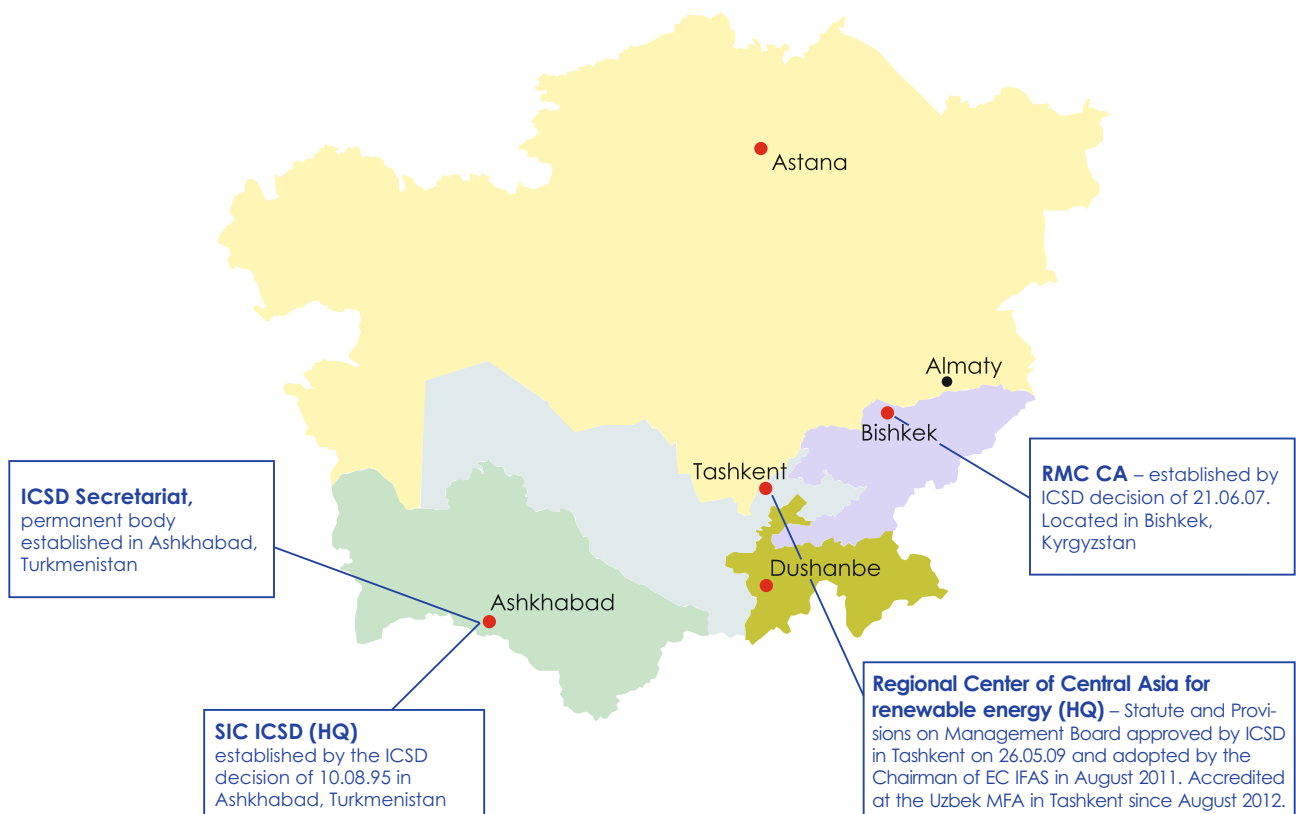 Astana
Almaty
Bishkek
Tashkent
Dushanbe
Ashkhabad
ICSD Secretariat,
permanent body
established in Ashkhabad,
Turkmenistan
RMC CA – established by
ICSD decision of 21.06.07.
Located in Bishkek,
Kyrgyzstan
SIC ICSD (HQ)
established by the ICSD
decision of 10.08.95 in
Ashkhabad, Turkmenistan
Regional Center of Central Asia for
renewable energy (HQ) – Statute and Provi-
sions on Management Board approved by ICSD
in Tashkent on 26.05.09 and adopted by the
Chairman of EC IFAS in August 2011. Accredited
at the Uzbek MFA in Tashkent since August 2012.